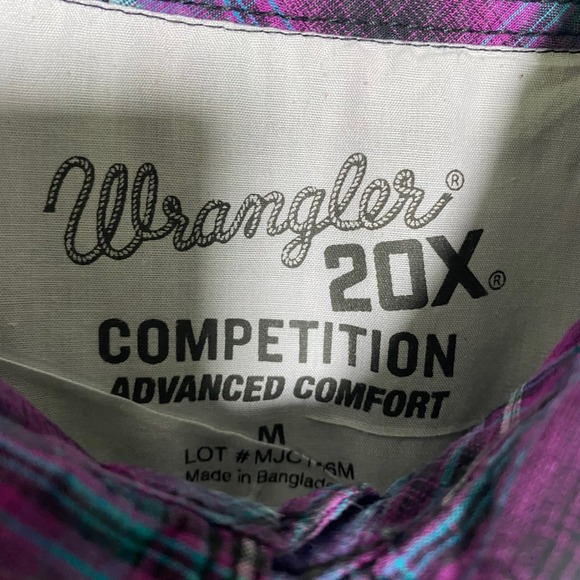 Wrangler®
20X®
COMPETITION
ADVANCED COMFORT
M
LOT #
Made in